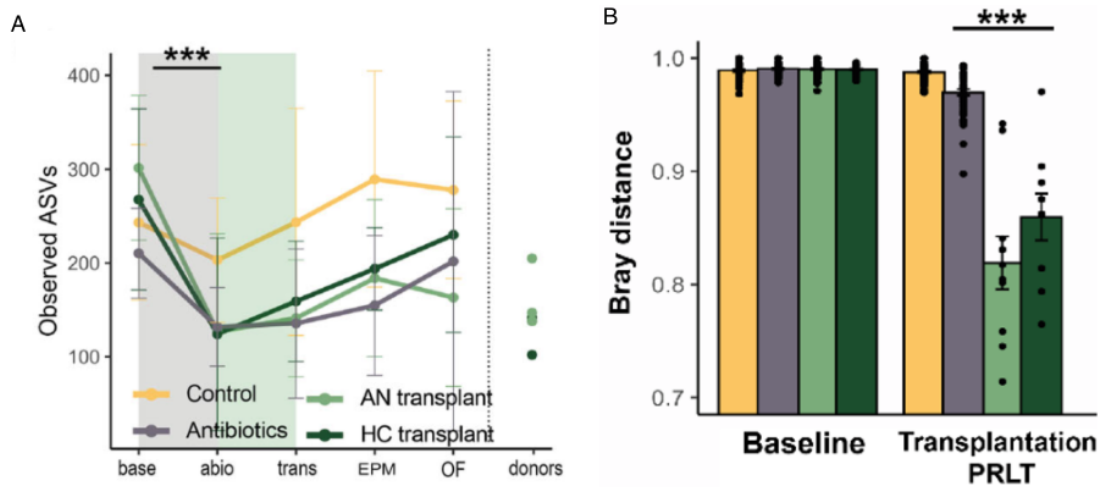 A
***
Observed ASVs
400
300
200
100
Control
Antibiotics
AN transplant
HC transplant
base
abio
trans
EPM
OF
donors
B
***
Bray distance
1.0
0.9
0.8
0.7
Baseline
Transplantation
PRLT